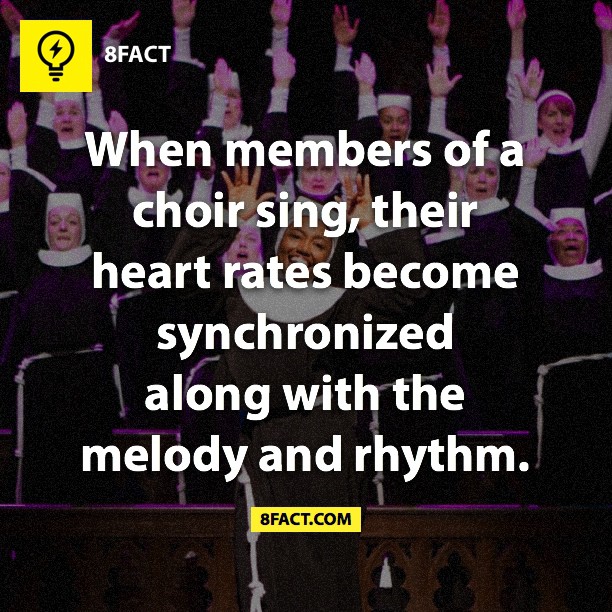 8FACT
When members of a
choir sing, their
heart rates become
synchronized
along with the
melody and rhythm.
8FACT.COM